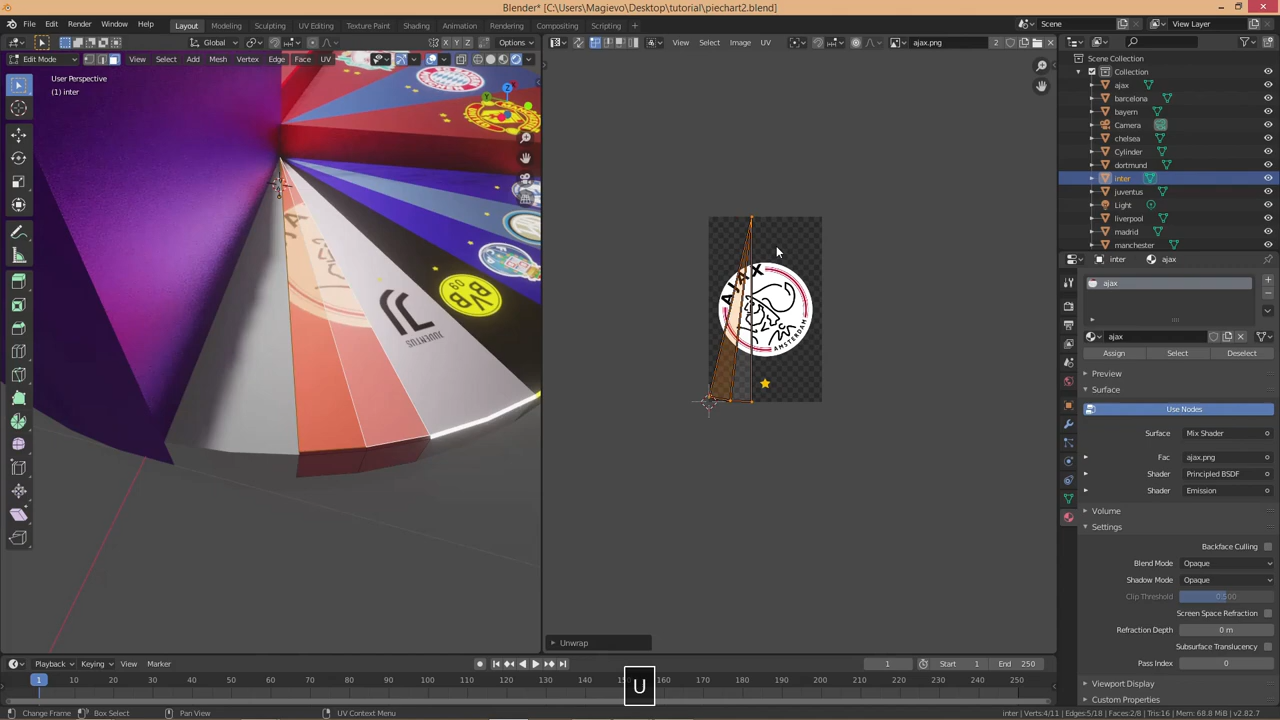 Blender* [C:\Users\Magievo\Desktop\tutorial\piechart2.blend]
File Edit Render Window Help Layout Modeling Sculpting UV Editing Texture Paint Shading Animation Rendering Compositing Scripting Scene View Layer
Global X Y Z Options View Select Image UV ajax.png 2
Edit Mode View Select Add Mesh Vertex Edge Face UV Scene Collection
User Perspective
(1) inter
Collection
ajax
barcelona
bayern
Camera
chelsea
Cylinder
dortmund
inter
juventus
Light
liverpool
madrid
manchester
inter ajax
ajax
ajax
Assign Select Deselect
Preview
Surface
Use Nodes
Surface Mix Shader
Fac ajax.png
Shader Principled BSDF
Shader Emission
Volume
Settings
Backface Culling
Blend Mode Opaque
Shadow Mode Opaque
Clip Threshold 0.500
Screen Space Refraction
Refraction Depth 0 m
Subsurface Translucency
Pass Index 0
Viewport Display
Custom Properties
AJAX
AMSTERDAM
BVB
09
JUVENTUS
Unwrap
U
Playback Keying View Marker 1 Start 1 End 250
1 10 20 30 40 50 60 70 80 90 100 110 120 130 140 150 160 170 180 190 200 210 220 230 240 250
Change Frame Box Select Pan View UV Context Menu inter | Verts:4/11 | Edges:5/18 | Faces:2/8 | Tris:16 | Mem: 68.8 MiB | v2.82.7